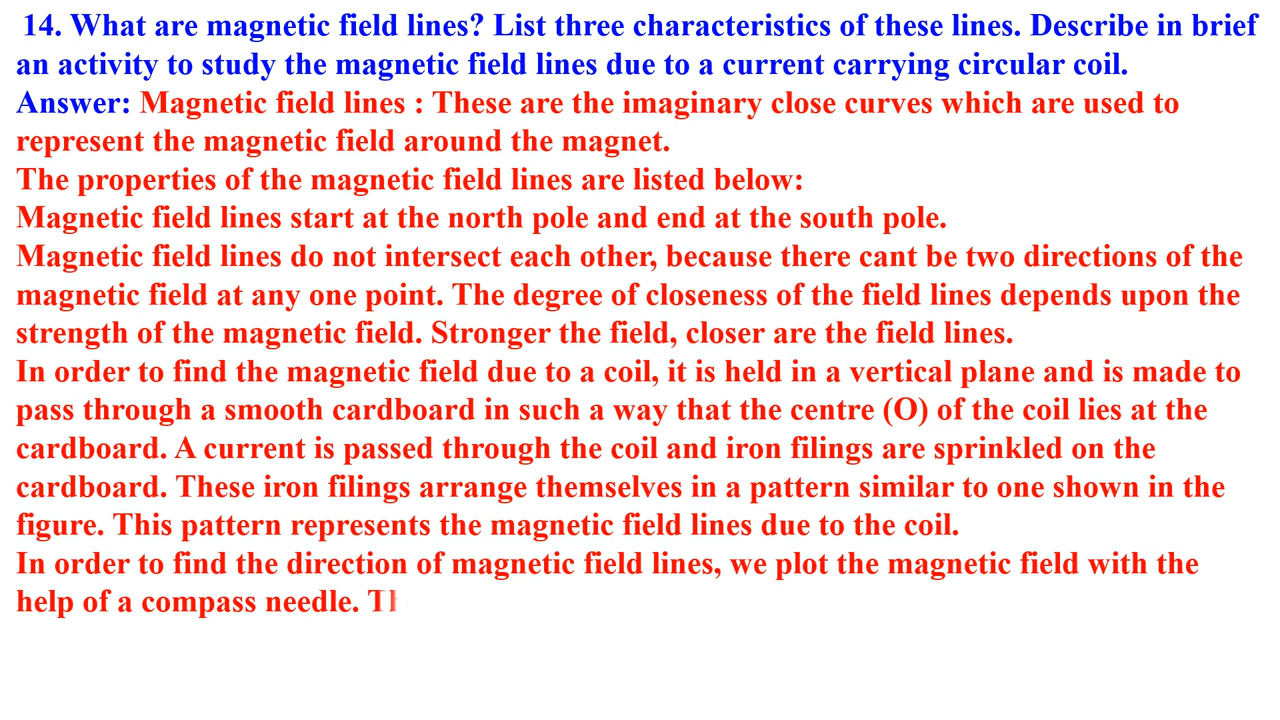 14. What are magnetic field lines? List three characteristics of these lines. Describe in brief
an activity to study the magnetic field lines due to a current carrying circular coil.
Answer: Magnetic field lines : These are the imaginary close curves which are used to
represent the magnetic field around the magnet.
The properties of the magnetic field lines are listed below:
Magnetic field lines start at the north pole and end at the south pole.
Magnetic field lines do not intersect each other, because there cant be two directions of the
magnetic field at any one point. The degree of closeness of the field lines depends upon the
strength of the magnetic field. Stronger the field, closer are the field lines.
In order to find the magnetic field due to a coil, it is held in a vertical plane and is made to
pass through a smooth cardboard in such a way that the centre (O) of the coil lies at the
cardboard. A current is passed through the coil and iron filings are sprinkled on the
cardboard. These iron filings arrange themselves in a pattern similar to one shown in the
figure. This pattern represents the magnetic field lines due to the coil.
In order to find the direction of magnetic field lines, we plot the magnetic field with the
help of a compass needle.